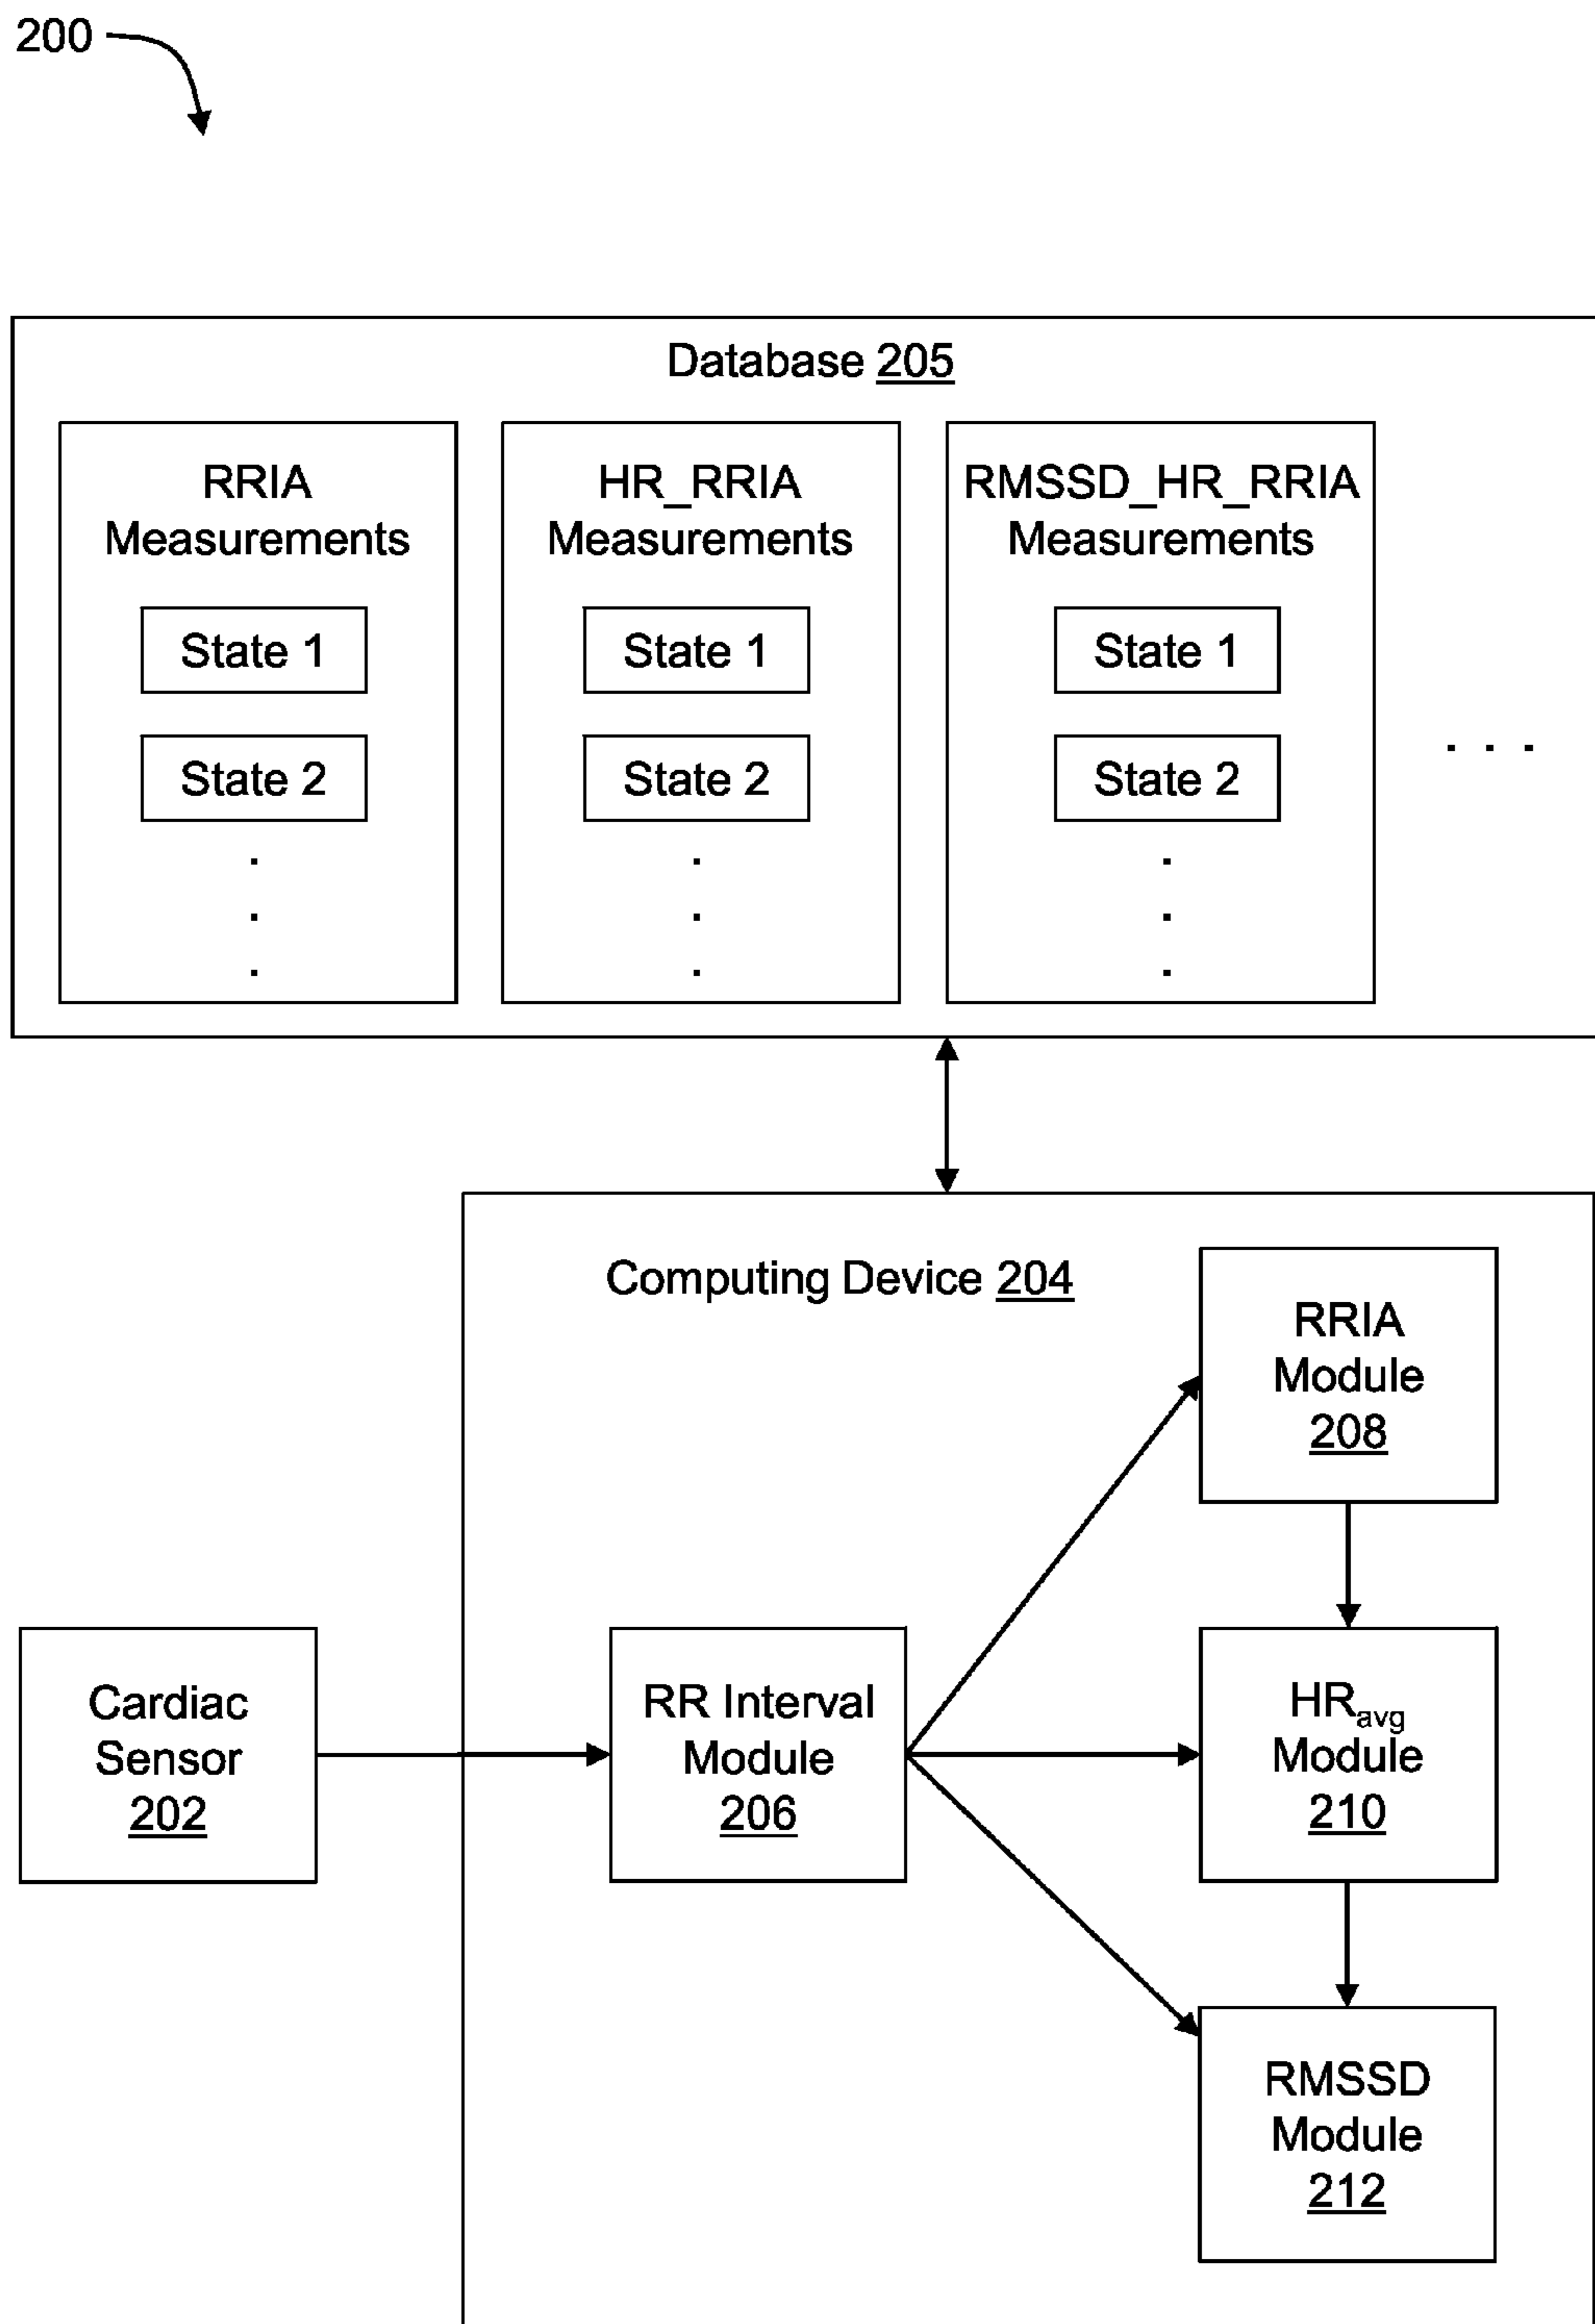 200
Database 205
RRIA
Measurements
State 1
State 2
HR_RRIA
Measurements
State 1
State 2
RMSSD_HR_RRIA
Measurements
State 1
State 2
. . .
Computing Device 204
RRIA
Module
208
Cardiac
Sensor
202
RR Interval
Module
206
HRavg
Module
210
RMSSD
Module
212